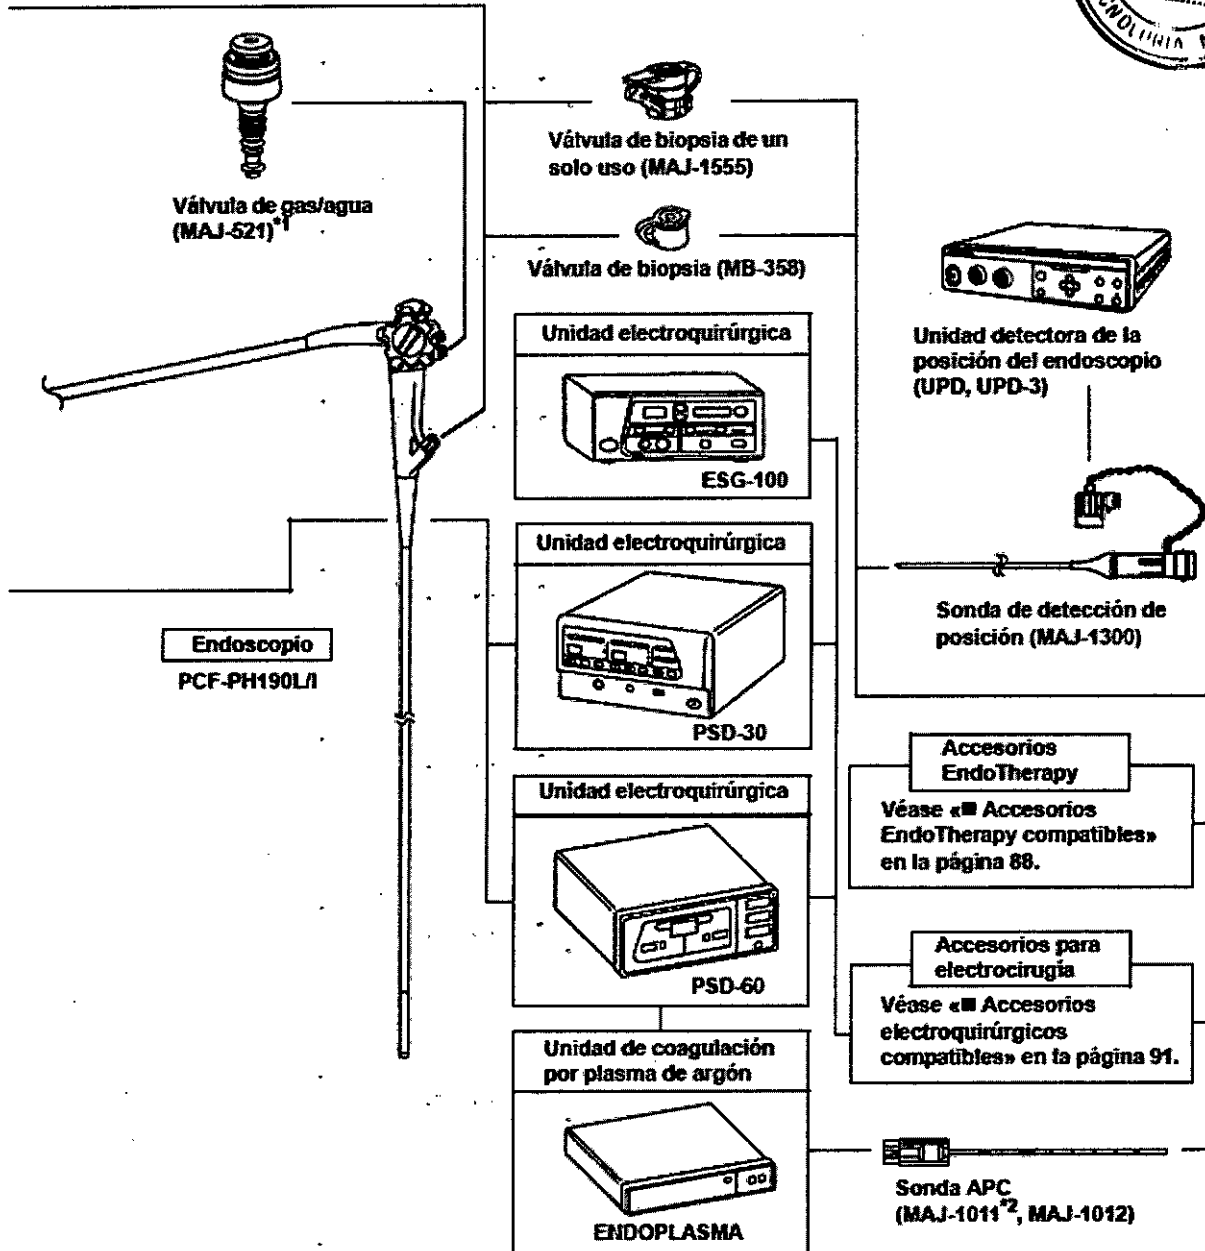 Válvula de gas/agua
(MAJ-521)*1
Válvula de biopsia de un
solo uso (MAJ-1555)
Válvula de biopsia (MB-358)
Unidad detectora de la
posición del endoscopio
(UPD, UPD-3)
Unidad electroquirúrgica
ESG-100
Unidad electroquirúrgica
PSD-30
Sonda de detección de
posición (MAJ-1300)
Endoscopio
PCF-PH190L/I
Unidad electroquirúrgica
PSD-60
Accesorios
EndoTherapy
Véase «■ Accesorios
EndoTherapy compatibles»
en la página 88.
Accesorios para
electrocirugía
Véase «■ Accesorios
electroquirúrgicos
compatibles» en la página 91.
Unidad de coagulación
por plasma de argón
ENDOPLASMA
Sonda APC
(MAJ-1011*2, MAJ-1012)